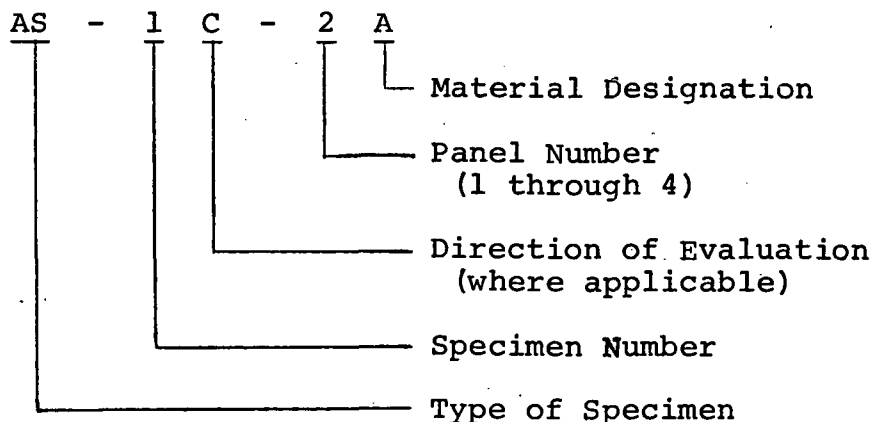 AS - 1 C - 2 A
Material Designation
Panel Number
(1 through 4)
Direction of Evaluation
(where applicable)
Specimen Number
Type of Specimen